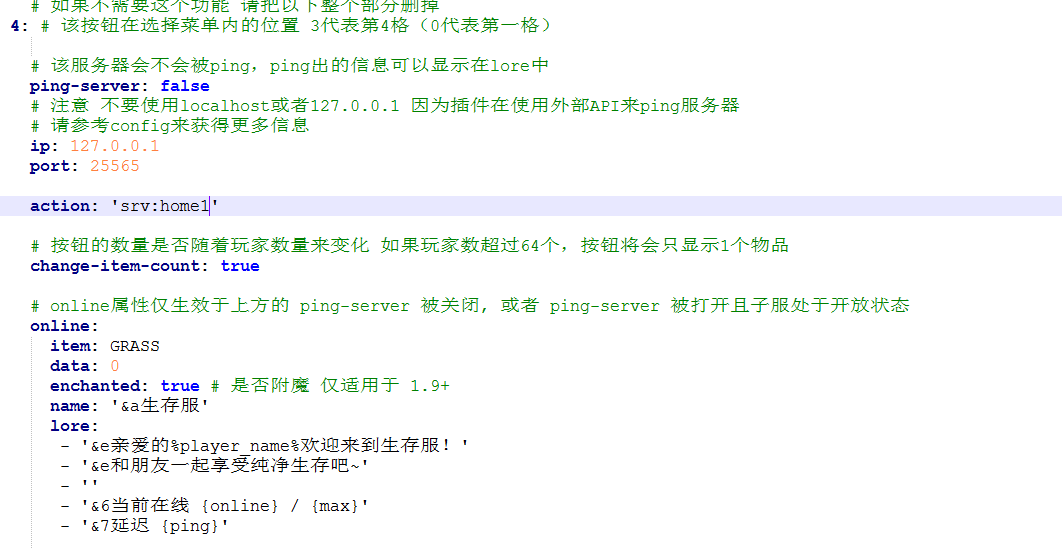 # 如果不需要这个功能 请把以下整个部分删掉
4: # 该按钮在选择菜单内的位置 3代表第4格（0代表第一格）
# 该服务器会不会被ping，ping出的信息可以显示在lore中
ping-server: false
# 注意 不要使用localhost或者127.0.0.1 因为插件在使用外部API来ping服务器
# 请参考config来获得更多信息
ip: 127.0.0.1
port: 25565
action: 'srv:home1'
# 按钮的数量是否随着玩家数量来变化 如果玩家数超过64个，按钮将会只显示1个物品
change-item-count: true
# online属性仅生效于上方的 ping-server 被关闭, 或者 ping-server 被打开且子服处于开放状态
online:
item: GRASS
data: 0
enchanted: true # 是否附魔 仅适用于 1.9+
name: '&a生存服'
lore:
- '&e亲爱的%player_name%欢迎来到生存服！'
- '&e和朋友一起享受纯净生存吧~'
- ''
- '&6当前在线 {online} / {max}'
- '&7延迟 {ping}'